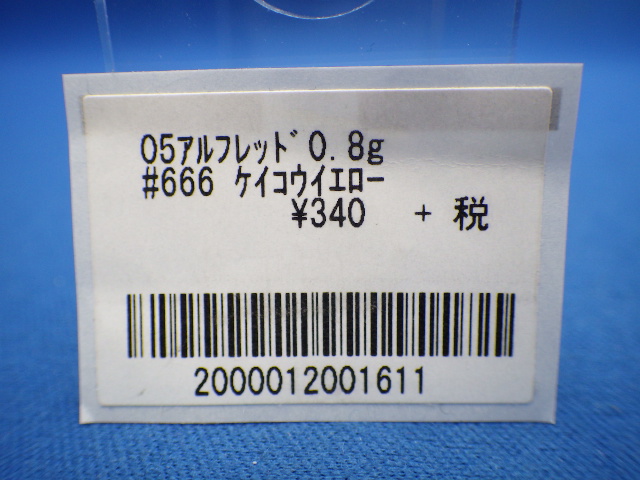 05ｱﾙﾌﾚｯﾄﾞ0.8g
#666 ｹｲｺｳｲｴﾛｰ
¥340 + 税
2000012001611